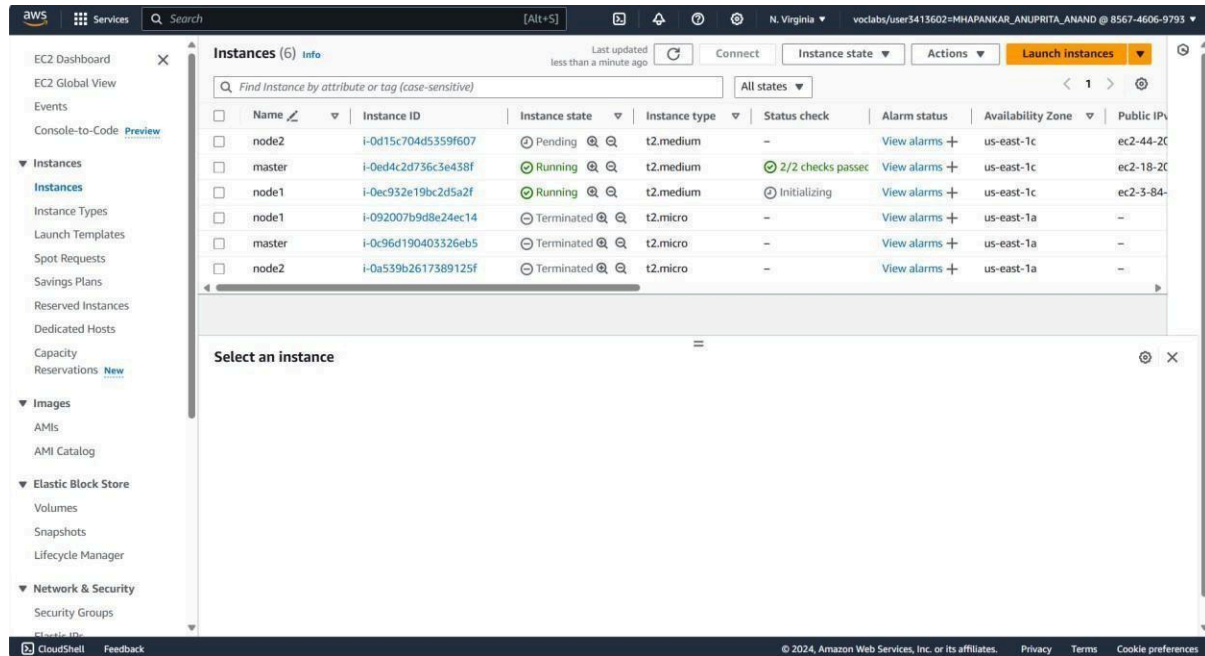 aws Services Search [Alt+S] N. Virginia voclabs/user3413602=MHAPANKAR_ANUPRITA_ANAND @ 8567-4606-9793
EC2 Dashboard
EC2 Global View
Events
Console-to-Code Preview
Instances
Instances
Instance Types
Launch Templates
Spot Requests
Savings Plans
Reserved Instances
Dedicated Hosts
Capacity
Reservations New
Images
AMIs
AMI Catalog
Elastic Block Store
Volumes
Snapshots
Lifecycle Manager
Network & Security
Security Groups
Instances (6) Info
Last updated
less than a minute ago
Connect Instance state Actions Launch instances
Find Instance by attribute or tag (case-sensitive) All states 1
Name Instance ID Instance state Instance type Status check Alarm status Availability Zone Public IPv
node2 i-0d15c704d5359f607 Pending t2.medium – View alarms + us-east-1c ec2-44-20
master i-0ed4c2d736c3e438f Running t2.medium 2/2 checks passec View alarms + us-east-1c ec2-18-20
node1 i-0ec932e19bc2d5a2f Running t2.medium Initializing View alarms + us-east-1c ec2-3-84-
node1 i-092007b9d8e24ec14 Terminated t2.micro – View alarms + us-east-1a –
master i-0c96d190403326eb5 Terminated t2.micro – View alarms + us-east-1a –
node2 i-0a539b2617389125f Terminated t2.micro – View alarms + us-east-1a –
Select an instance
CloudShell Feedback © 2024, Amazon Web Services, Inc. or its affiliates. Privacy Terms Cookie preferences